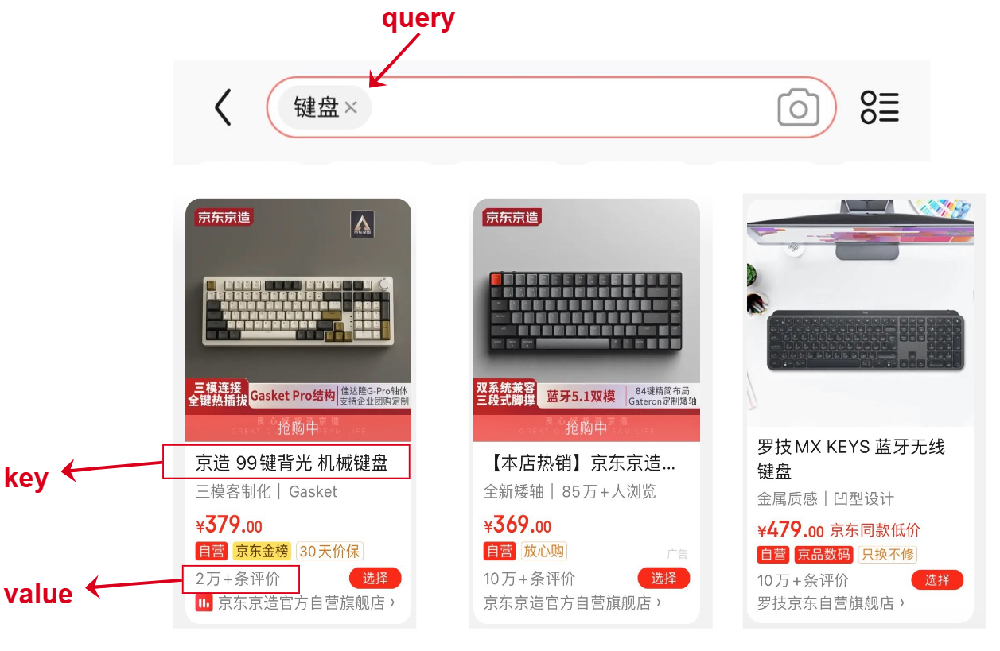 query
键盘
京东京造
京东金榜
三模连接
全键热插拔
Gasket Pro结构
佳达隆G-Pro轴体
支持企业团购定制
抢购中
京造 99键背光 机械键盘
三模客制化｜Gasket
¥379.00
自营 京东金榜 30天价保
2万+条评价
选择
京东京造官方自营旗舰店 ›
key
value
京东京造
双系统兼容
三段式脚撑
蓝牙5.1双模
84键精简布局
Gateron定制矮轴
抢购中
【本店热销】京东京造...
全新矮轴｜85万+人浏览
¥369.00
自营 放心购
广告
10万+条评价
选择
京东京造官方自营旗舰店 ›
罗技MX KEYS 蓝牙无线
键盘
金属质感｜凹型设计
¥479.00 京东同款低价
自营 京品数码 只换不修
10万+条评价
选择
罗技京东自营旗舰店 ›